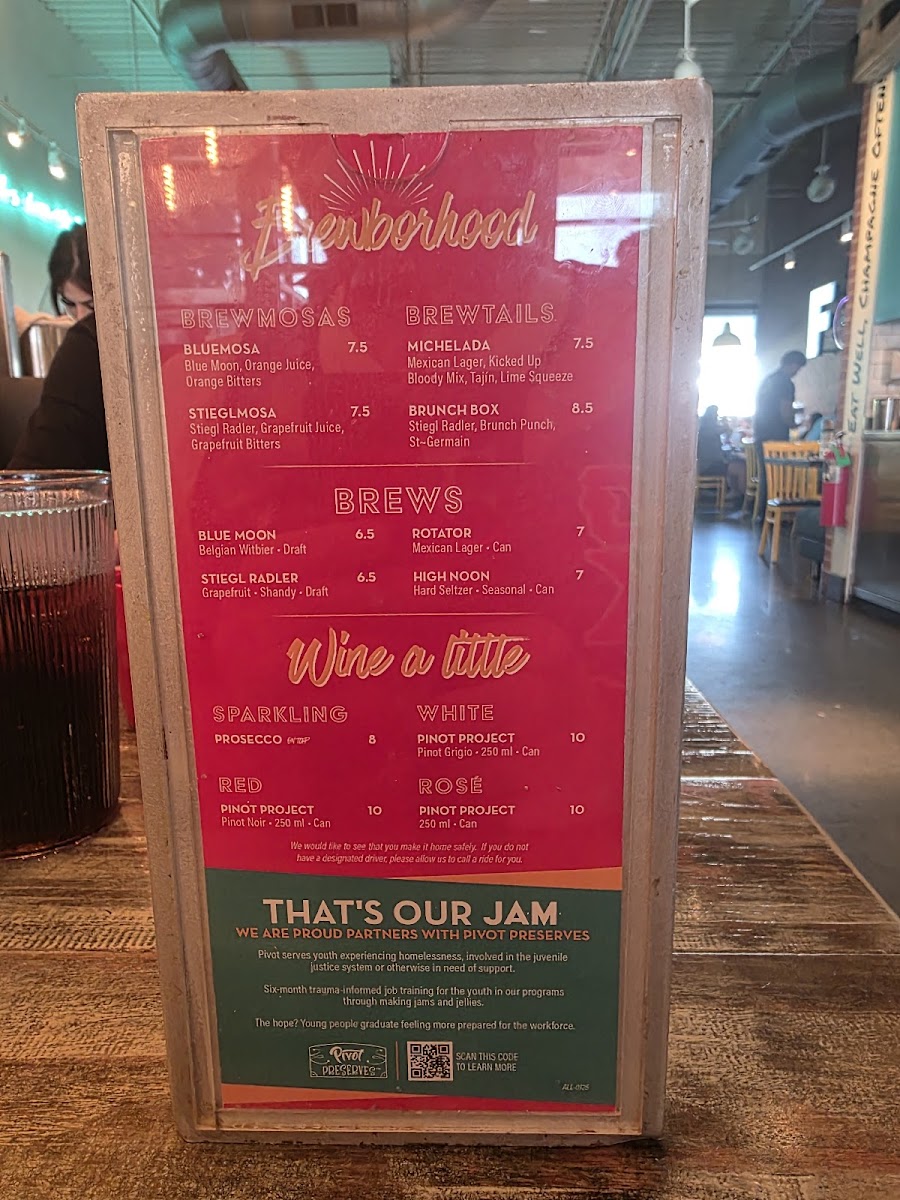 Brewborhood
BREWMOSAS
BLUEMOSA 7.5
Blue Moon, Orange Juice,
Orange Bitters
STIEGLMOSA 7.5
Stiegl Radler, Grapefruit Juice,
Grapefruit Bitters
BREWTAILS
MICHELADA 7.5
Mexican Lager, Kicked Up
Bloody Mix, Tajín, Lime Squeeze
BRUNCH BOX 8.5
Stiegl Radler, Brunch Punch,
St~Germain
BREWS
BLUE MOON 6.5
Belgian Witbier • Draft
STIEGL RADLER 6.5
Grapefruit • Shandy • Draft
ROTATOR 7
Mexican Lager • Can
HIGH NOON 7
Hard Seltzer • Seasonal • Can
Wine a little
SPARKLING
PROSECCO ON TAP 8
WHITE
PINOT PROJECT 10
Pinot Grigio • 250 ml • Can
RED
PINOT PROJECT 10
Pinot Noir • 250 ml • Can
ROSÉ
PINOT PROJECT 10
250 ml • Can
We would like to see that you make it home safely. If you do not
have a designated driver, please allow us to call a ride for you.
THAT'S OUR JAM
WE ARE PROUD PARTNERS WITH PIVOT PRESERVES
Pivot serves youth experiencing homelessness, involved in the juvenile
justice system or otherwise in need of support.
Six-month trauma-informed job training for the youth in our programs
through making jams and jellies.
The hope? Young people graduate feeling more prepared for the workforce.
Pivot
PRESERVES
SCAN THIS CODE
TO LEARN MORE
EAT WELL, CHAMPAGNE OFTEN